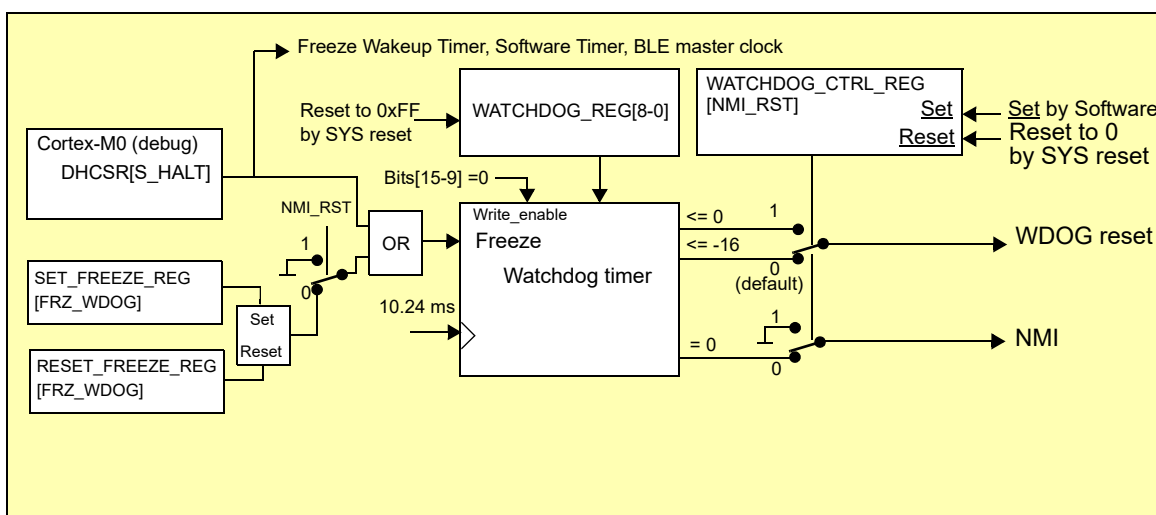 Freeze Wakeup Timer, Software Timer, BLE master clock
Reset to 0xFF
by SYS reset
WATCHDOG_REG[8-0]
WATCHDOG_CTRL_REG
[NMI_RST]
Set
Reset
Set by Software
Reset to 0
by SYS reset
Cortex-M0 (debug)
DHCSR[S_HALT]
Bits[15-9] =0
NMI_RST
1
0
OR
Write_enable
Freeze
Watchdog timer
10.24 ms
<= 0
<= -16
= 0
1
0
(default)
WDOG reset
1
0
NMI
SET_FREEZE_REG
[FRZ_WDOG]
Set
Reset
RESET_FREEZE_REG
[FRZ_WDOG]